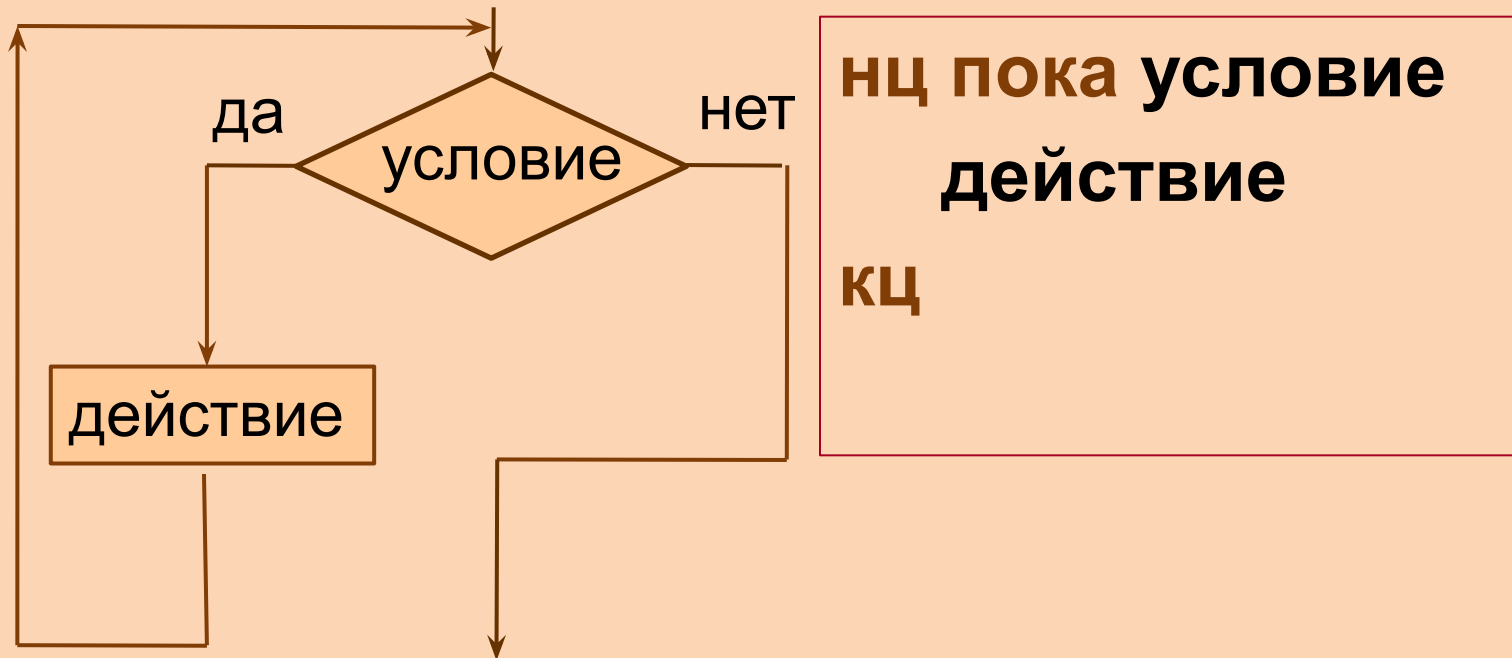 да
условие
нет
действие
нц пока условие
действие
кц